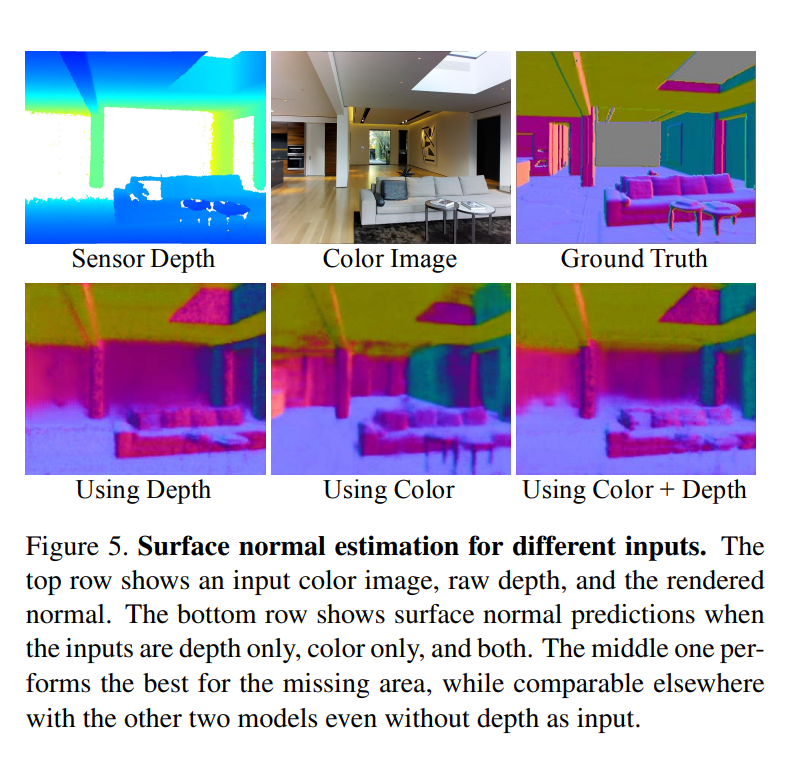 Sensor Depth
Color Image
Ground Truth
Using Depth
Using Color
Using Color + Depth
Figure 5. Surface normal estimation for different inputs. The
top row shows an input color image, raw depth, and the rendered
normal. The bottom row shows surface normal predictions when
the inputs are depth only, color only, and both. The middle one per-
forms the best for the missing area, while comparable elsewhere
with the other two models even without depth as input.